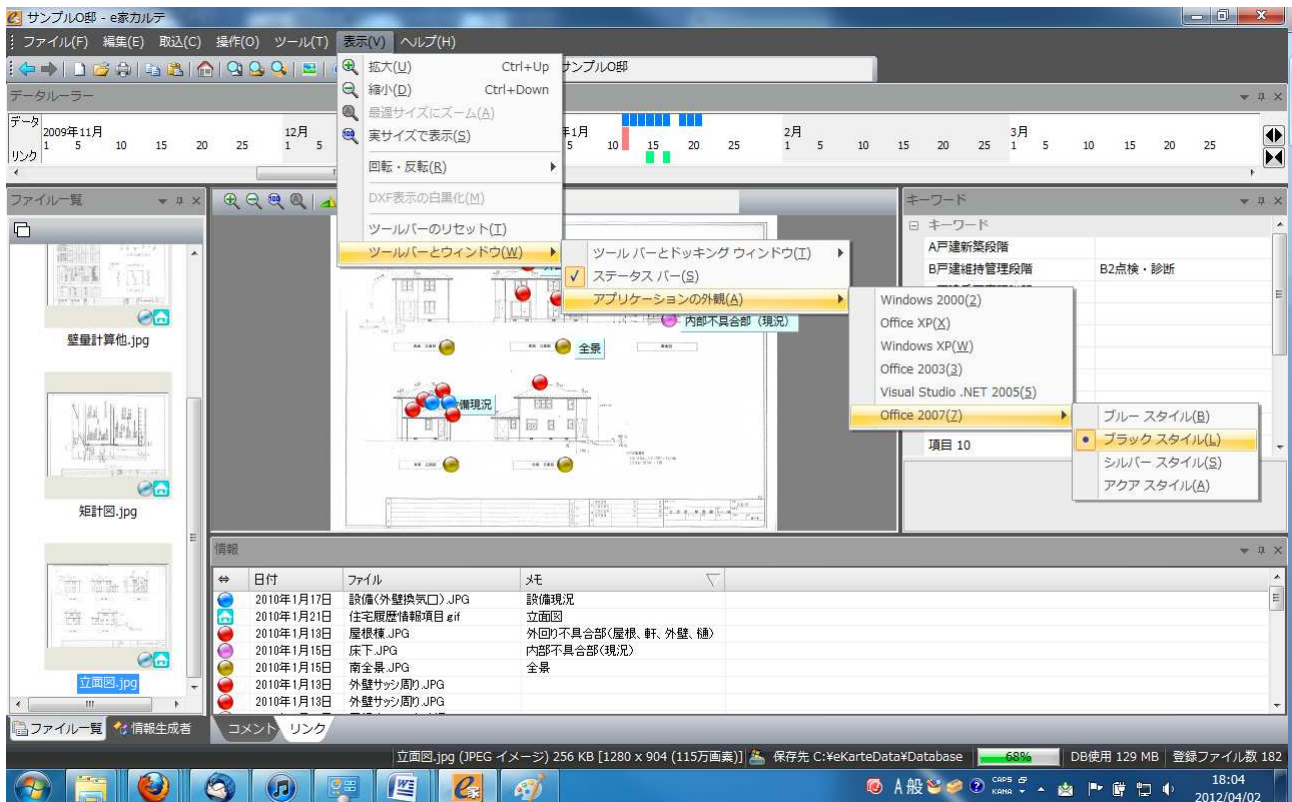 サンプルO邸 - e家カルテ
ファイル(F) 編集(E) 取込(C) 操作(O) ツール(T) 表示(V) ヘルプ(H)
サンプルO邸
拡大(U) Ctrl+Up
縮小(D) Ctrl+Down
最適サイズにズーム(A)
実サイズで表示(S)
回転・反転(R)
DXF表示の白黒化(M)
ツールバーのリセット(T)
ツールバーとウィンドウ(W)
ツール バーとドッキング ウィンドウ(T)
ステータス バー(S)
アプリケーションの外観(A)
Windows 2000(2)
Office XP(X)
Windows XP(W)
Office 2003(3)
Visual Studio .NET 2005(5)
Office 2007(7)
ブルー スタイル(B)
ブラック スタイル(L)
シルバー スタイル(S)
アクア スタイル(A)
データルーラー
データ
2009年11月 12月 年1月 2月 3月
1 5 10 15 20 25 1 5 5 10 15 20 25 1 5 10 15 20 25 1 5 10 15 20 25
リンク
ファイル一覧
壁量計算他.jpg
矩計図.jpg
立面図.jpg
ファイル一覧 情報生成者
内部不具合部（現況）
全景
備現況
キーワード
キーワード
A戸建新築段階
B戸建維持管理段階 B2点検・診断
項目 10
情報
日付 ファイル メモ
2010年1月17日 設備(外壁換気口).JPG 設備現況
2010年1月21日 住宅履歴情報項目.gif 立面図
2010年1月13日 屋根棟.JPG 外回り不具合部(屋根、軒、外壁、樋)
2010年1月15日 床下.JPG 内部不具合部(現況)
2010年1月15日 南全景.JPG 全景
2010年1月13日 外壁サッシ周り.JPG
2010年1月13日 外壁サッシ周り.JPG
コメント リンク
立面図.jpg (JPEG イメージ) 256 KB [1280 x 904 (115万画素)] 保存先 C:¥eKarteData¥Database 68% DB使用 129 MB 登録ファイル数 182
A 般 CAPS KANA 18:04
2012/04/02